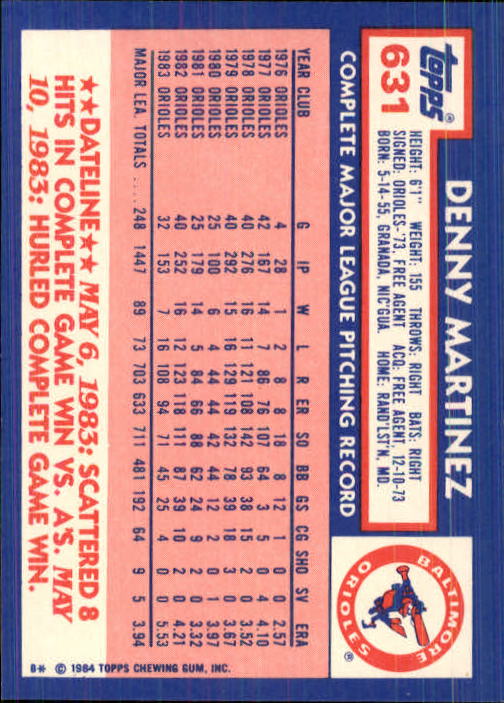 topps®
631
DENNY MARTINEZ
HEIGHT: 6'1" WEIGHT: 155 THROWS: RIGHT BATS: RIGHT
SIGNED: ORIOLES-'73, FREE AGENT ACQ: FREE AGENT, 12-10-73
BORN: 5-14-55, GRANADA, NIC'GUA. HOME: RAND'LST'N, MD.
BALTIMORE
ORIOLES®
COMPLETE MAJOR LEAGUE PITCHING RECORD
YEAR CLUB G IP W L R ER SO BB GS CG SHO SV ERA
1976 ORIOLES 4 28 1 2 8 8 18 8 2 1 0 0 2.57
1977 ORIOLES 42 167 14 7 86 76 107 64 13 5 0 4 4.10
1978 ORIOLES 40 276 16 11 121 108 142 93 38 15 2 0 3.52
1979 ORIOLES 40 292 15 16 129 119 132 78 39 18 3 0 3.67
1980 ORIOLES 25 100 6 4 44 44 42 44 12 2 0 1 3.97
1981 ORIOLES 25 179 14 5 84 66 88 62 24 9 2 0 3.32
1982 ORIOLES 40 252 16 12 123 118 111 87 39 10 2 0 4.21
1983 ORIOLES 32 153 7 16 108 94 71 45 25 4 0 0 5.53
MAJOR LEA. TOTALS .... 248 1447 89 73 703 633 711 481 192 64 9 5 3.94
★★DATELINE★★ MAY 6, 1983: SCATTERED 8
HITS IN COMPLETE GAME WIN VS. A'S. MAY
10, 1983: HURLED COMPLETE GAME WIN.
B* © 1984 TOPPS CHEWING GUM, INC.